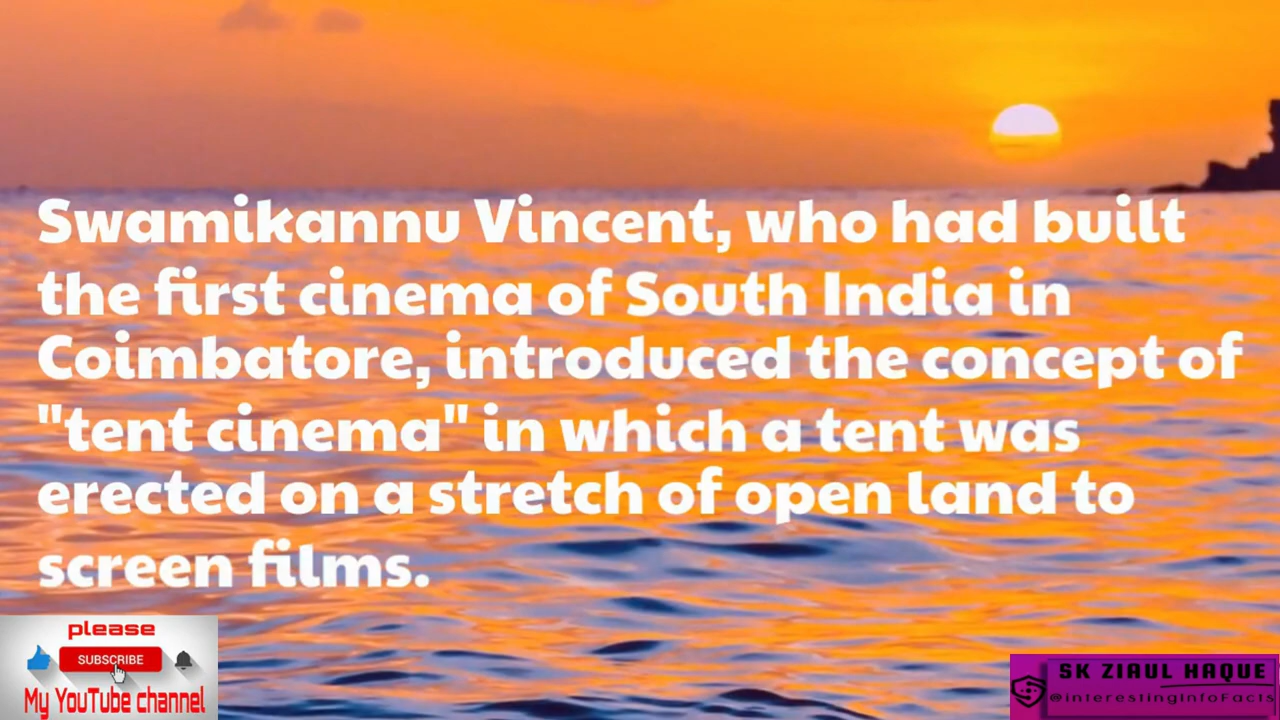 Swamikannu Vincent, who had built
the first cinema of South India in
Coimbatore, introduced the concept of
"tent cinema" in which a tent was
erected on a stretch of open land to
screen films.
please
SUBSCRIBE
My YouTube channel
SK ZIAUL HAQUE
@interestinginfoFacts